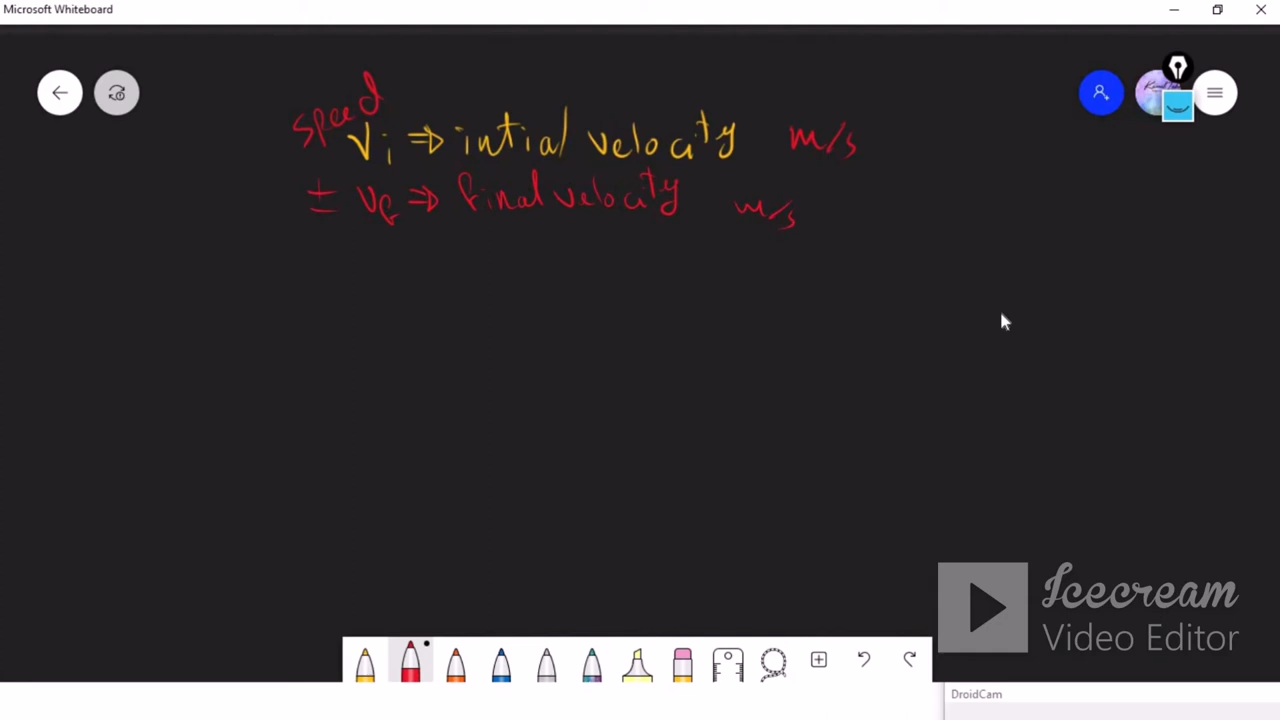 Microsoft Whiteboard
speed
Vi ⇒ intial velocity m/s
± Vf ⇒ final velocity m/s
Icecream
Video Editor
DroidCam